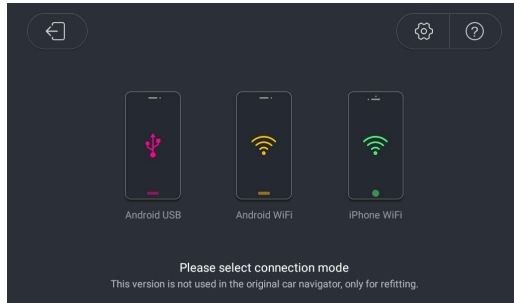 Android USB
Android WiFi
iPhone WiFi
Please select connection mode
This version is not used in the original car navigator, only for refitting.